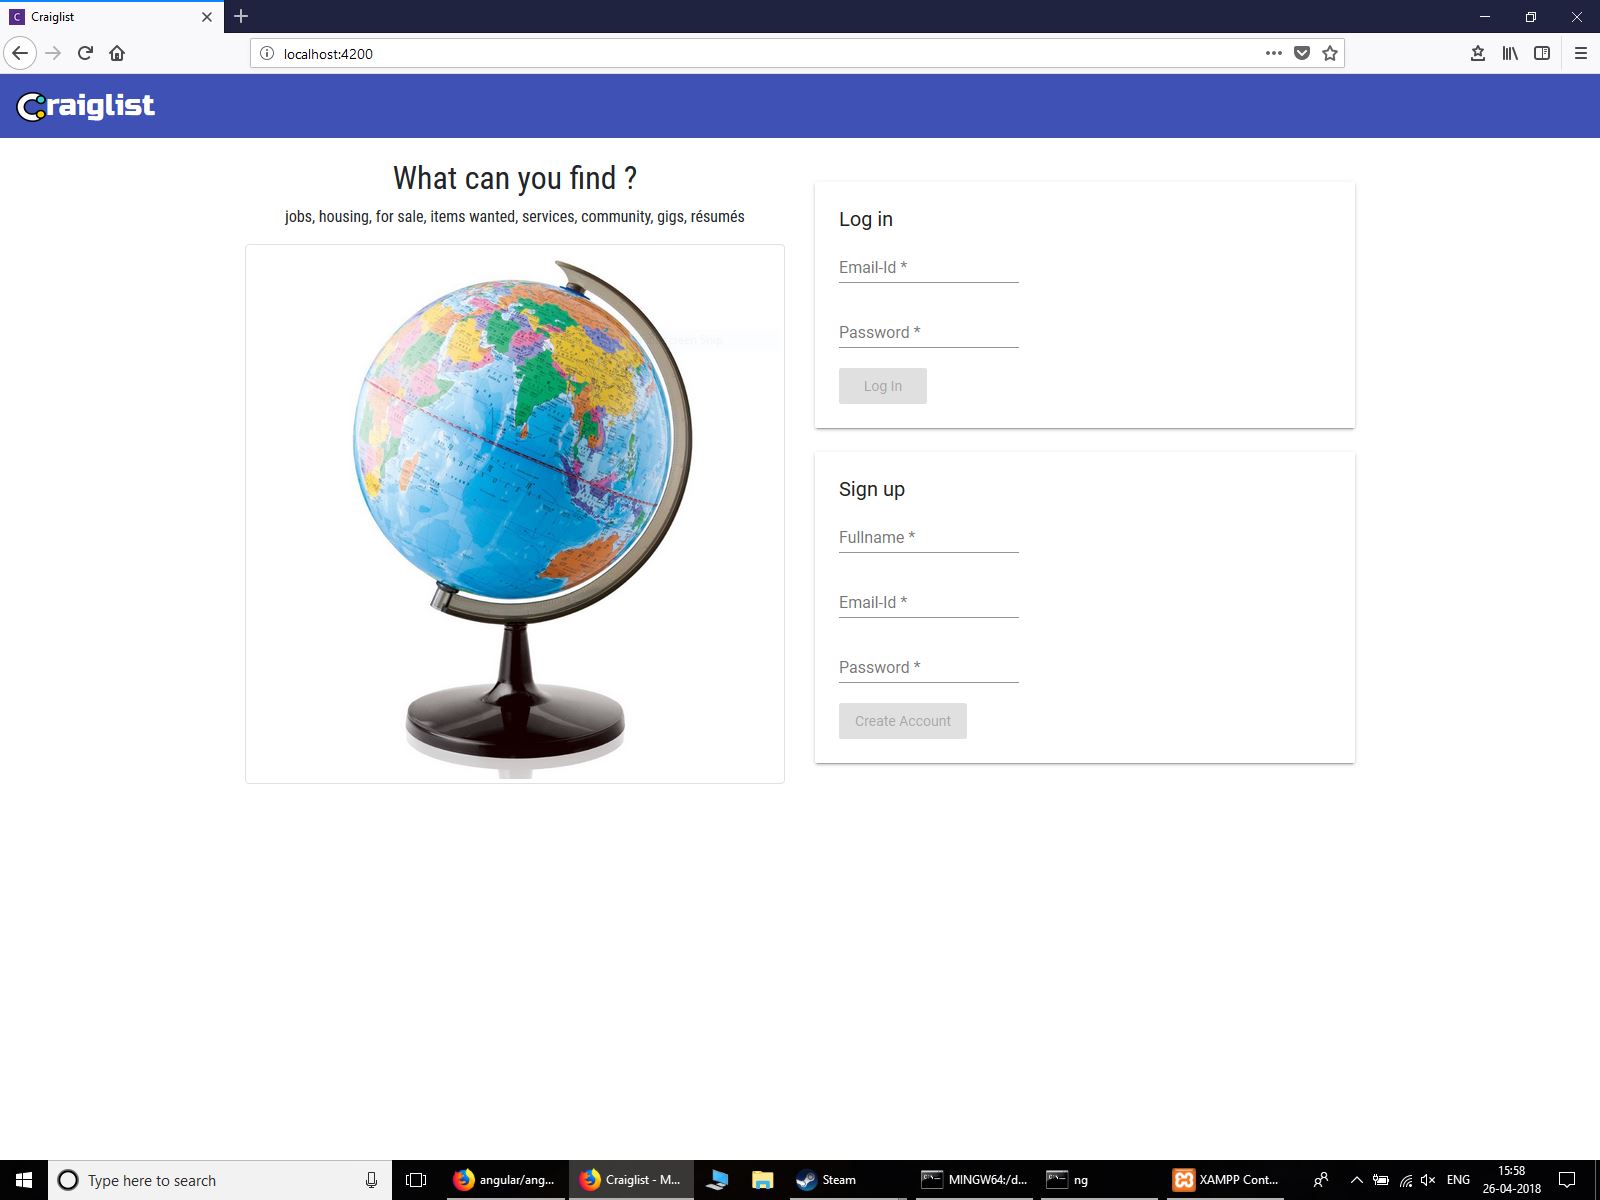 Craiglist
localhost:4200
Craiglist
What can you find ?
jobs, housing, for sale, items wanted, services, community, gigs, résumés
Log in
Email-Id *
Password *
Log In
Sign up
Fullname *
Email-Id *
Password *
Create Account
Type here to search
angular/ang...
Craiglist - M...
Steam
MINGW64:/d...
ng
XAMPP Cont...
ENG
15:58
26-04-2018